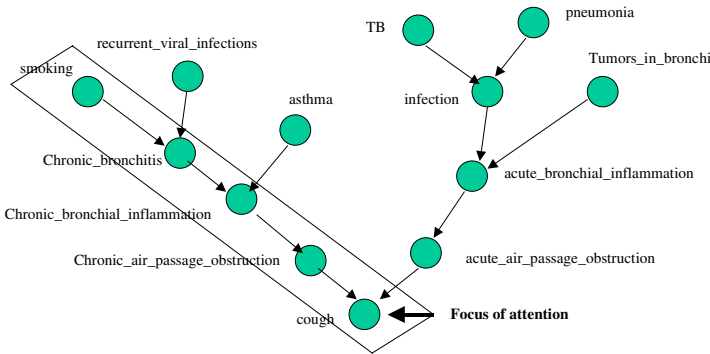 pneumonia
TB
recurrent_viral_infections
Tumors_in_bronchi
smoking
asthma
infection
Chronic_bronchitis
acute_bronchial_inflammation
Chronic_bronchial_inflammation
Chronic_air_passage_obstruction
acute_air_passage_obstruction
cough
Focus of attention